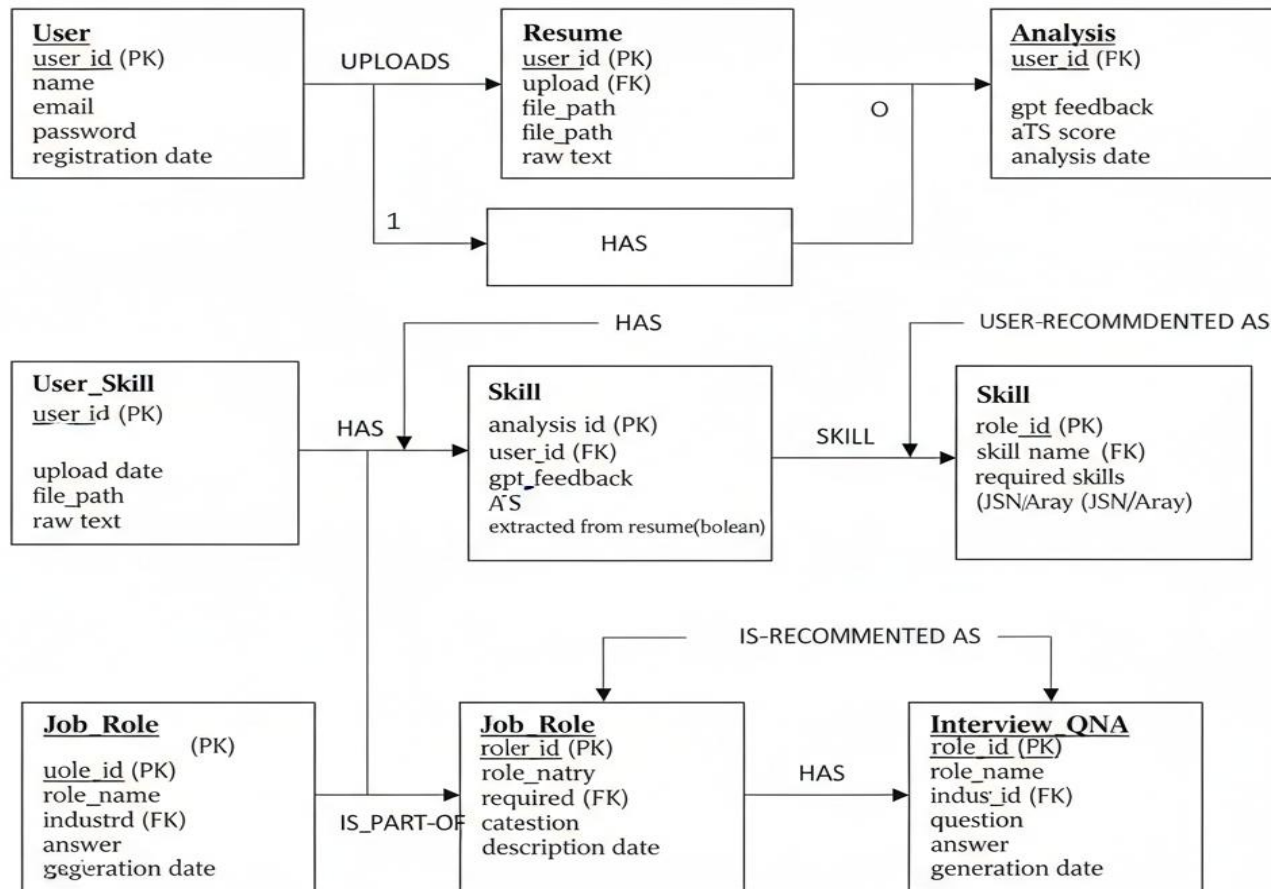 User
user_id (PK)
name
email
password
registration date
UPLOADS
Resume
user_id (PK)
upload (FK)
file_path
file_path
raw text
O
Analysis
user_id (FK)
gpt feedback
aTS score
analysis date
1
HAS
HAS
USER-RECOMMDENTED AS
User_Skill
user_id (PK)
upload date
file_path
raw text
HAS
Skill
analysis id (PK)
user_id (FK)
gpt_feedback
extracted from resume(bolean)
SKILL
Skill
role_id (PK)
skill name (FK)
required skills
(JSN/Aray (JSN/Aray)
IS-RECOMMENTED AS
Job_Role
(PK)
uole_id (PK)
role_name
industrd (FK)
answer
date
IS_PART-OF
Job_Role
roler_id (PK)
role_natry
required (FK)
catestion
description date
HAS
Interview_QNA
role_id (PK)
role_name
indus_id (FK)
question
answer
generation date